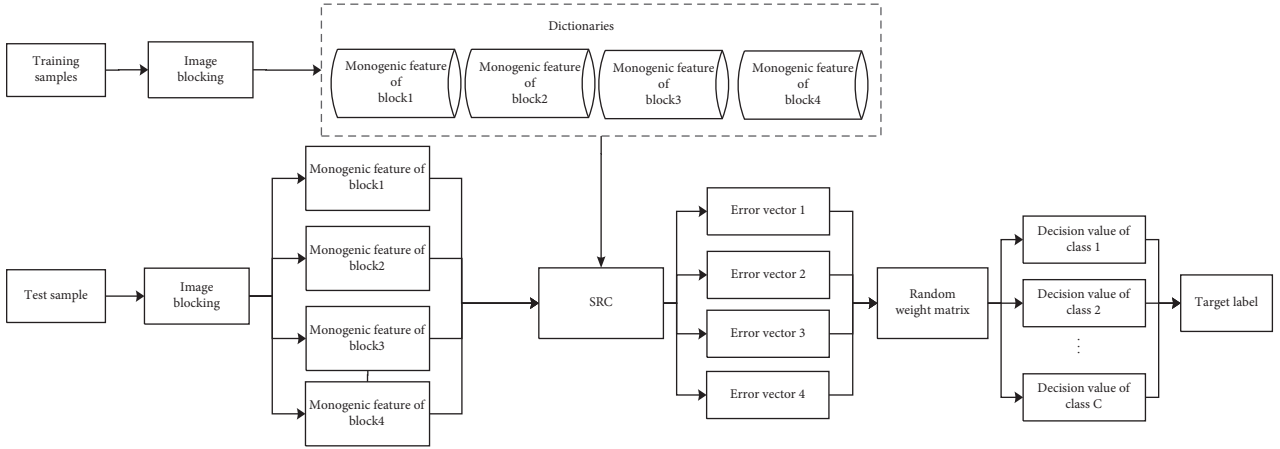 Dictionaries
Training
samples
Image
blocking
Monogenic feature
of
block1
Monogenic feature
of
block2
Monogenic feature
of
block3
Monogenic feature
of
block4
Test sample
Image
blocking
Monogenic feature of
block1
Monogenic feature of
block2
Monogenic feature of
block3
Monogenic feature of
block4
SRC
Error vector 1
Error vector 2
Error vector 3
Error vector 4
Random
weight matrix
Decision value of
class 1
Decision value of
class 2
⋮
Decision value of
class C
Target label